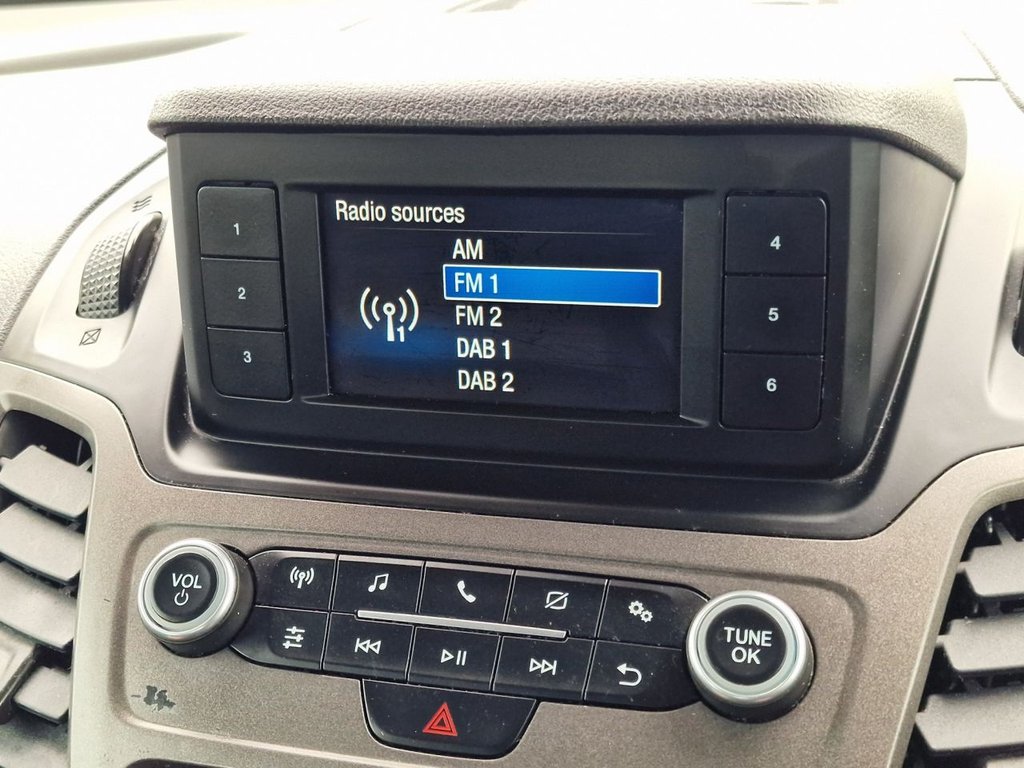 Radio sources
AM
FM 1
FM 2
DAB 1
DAB 2
1
1
2
3
4
5
6
VOL
TUNE
OK